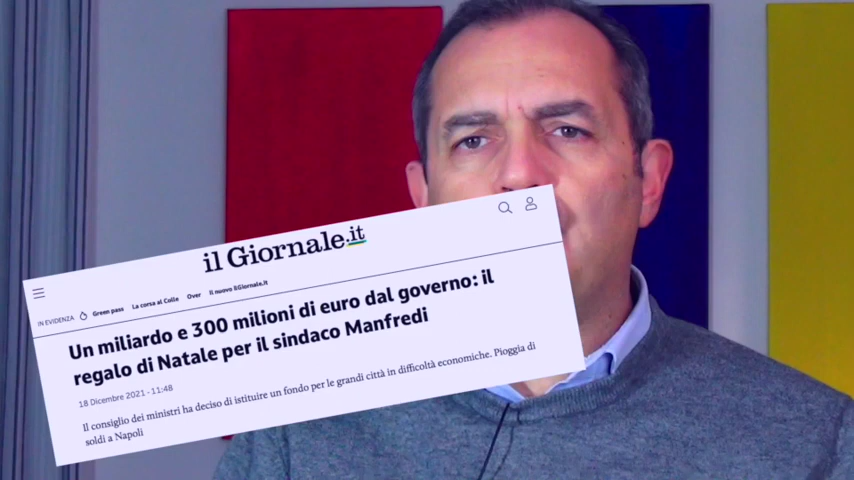 il Giornale.it
IN EVIDENZA Green pass La corsa al Colle Over Il nuovo IlGiornale.it
Un miliardo e 300 milioni di euro dal governo: il
regalo di Natale per il sindaco Manfredi
18 Dicembre 2021 - 11:48
Il consiglio dei ministri ha deciso di istituire un fondo per le grandi città in difficoltà economiche. Pioggia di
soldi a Napoli